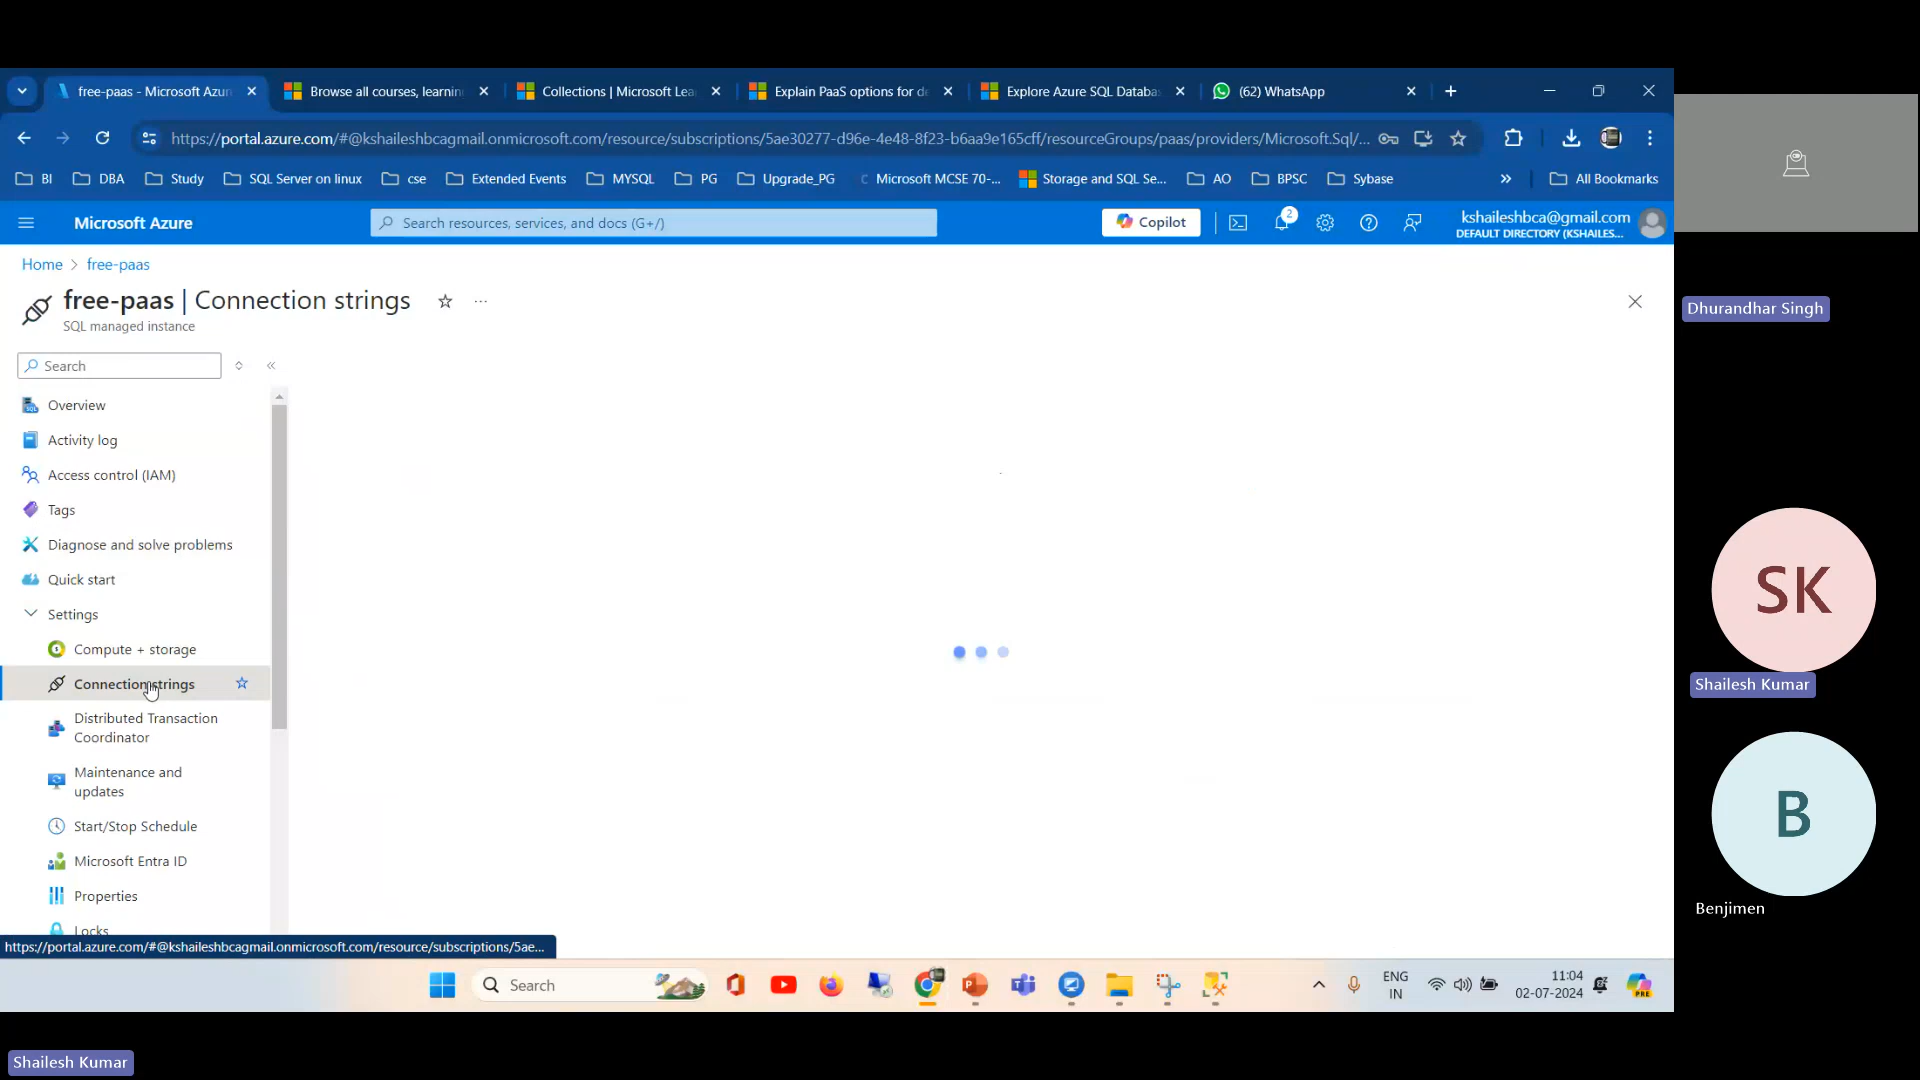 free-paas - Microsoft Azur
Browse all courses, learnin
Collections | Microsoft Lea
Explain PaaS options for de
Explore Azure SQL Databa
(62) WhatsApp
https://portal.azure.com/#@kshaileshbcagmail.onmicrosoft.com/resource/subscriptions/5ae30277-d96e-4e48-8f23-b6aa9e165cff/resourceGroups/paas/providers/Microsoft.Sql/...
BI
DBA
Study
SQL Server on linux
cse
Extended Events
MYSQL
PG
Upgrade_PG
Microsoft MCSE 70-...
Storage and SQL Se...
AO
BPSC
Sybase
All Bookmarks
Microsoft Azure
Search resources, services, and docs (G+/)
Copilot
2
kshaileshbca@gmail.com
DEFAULT DIRECTORY (KSHAILES...
Home > free-paas
free-paas | Connection strings
SQL managed instance
Search
Overview
Activity log
Access control (IAM)
Tags
Diagnose and solve problems
Quick start
Settings
Compute + storage
Connection strings
Distributed Transaction
Coordinator
Maintenance and
updates
Start/Stop Schedule
Microsoft Entra ID
Properties
Locks
https://portal.azure.com/#@kshaileshbcagmail.onmicrosoft.com/resource/subscriptions/5ae...
Search
ENG
IN
11:04
02-07-2024
PRE
Dhurandhar Singh
SK
Shailesh Kumar
B
Benjimen
Shailesh Kumar